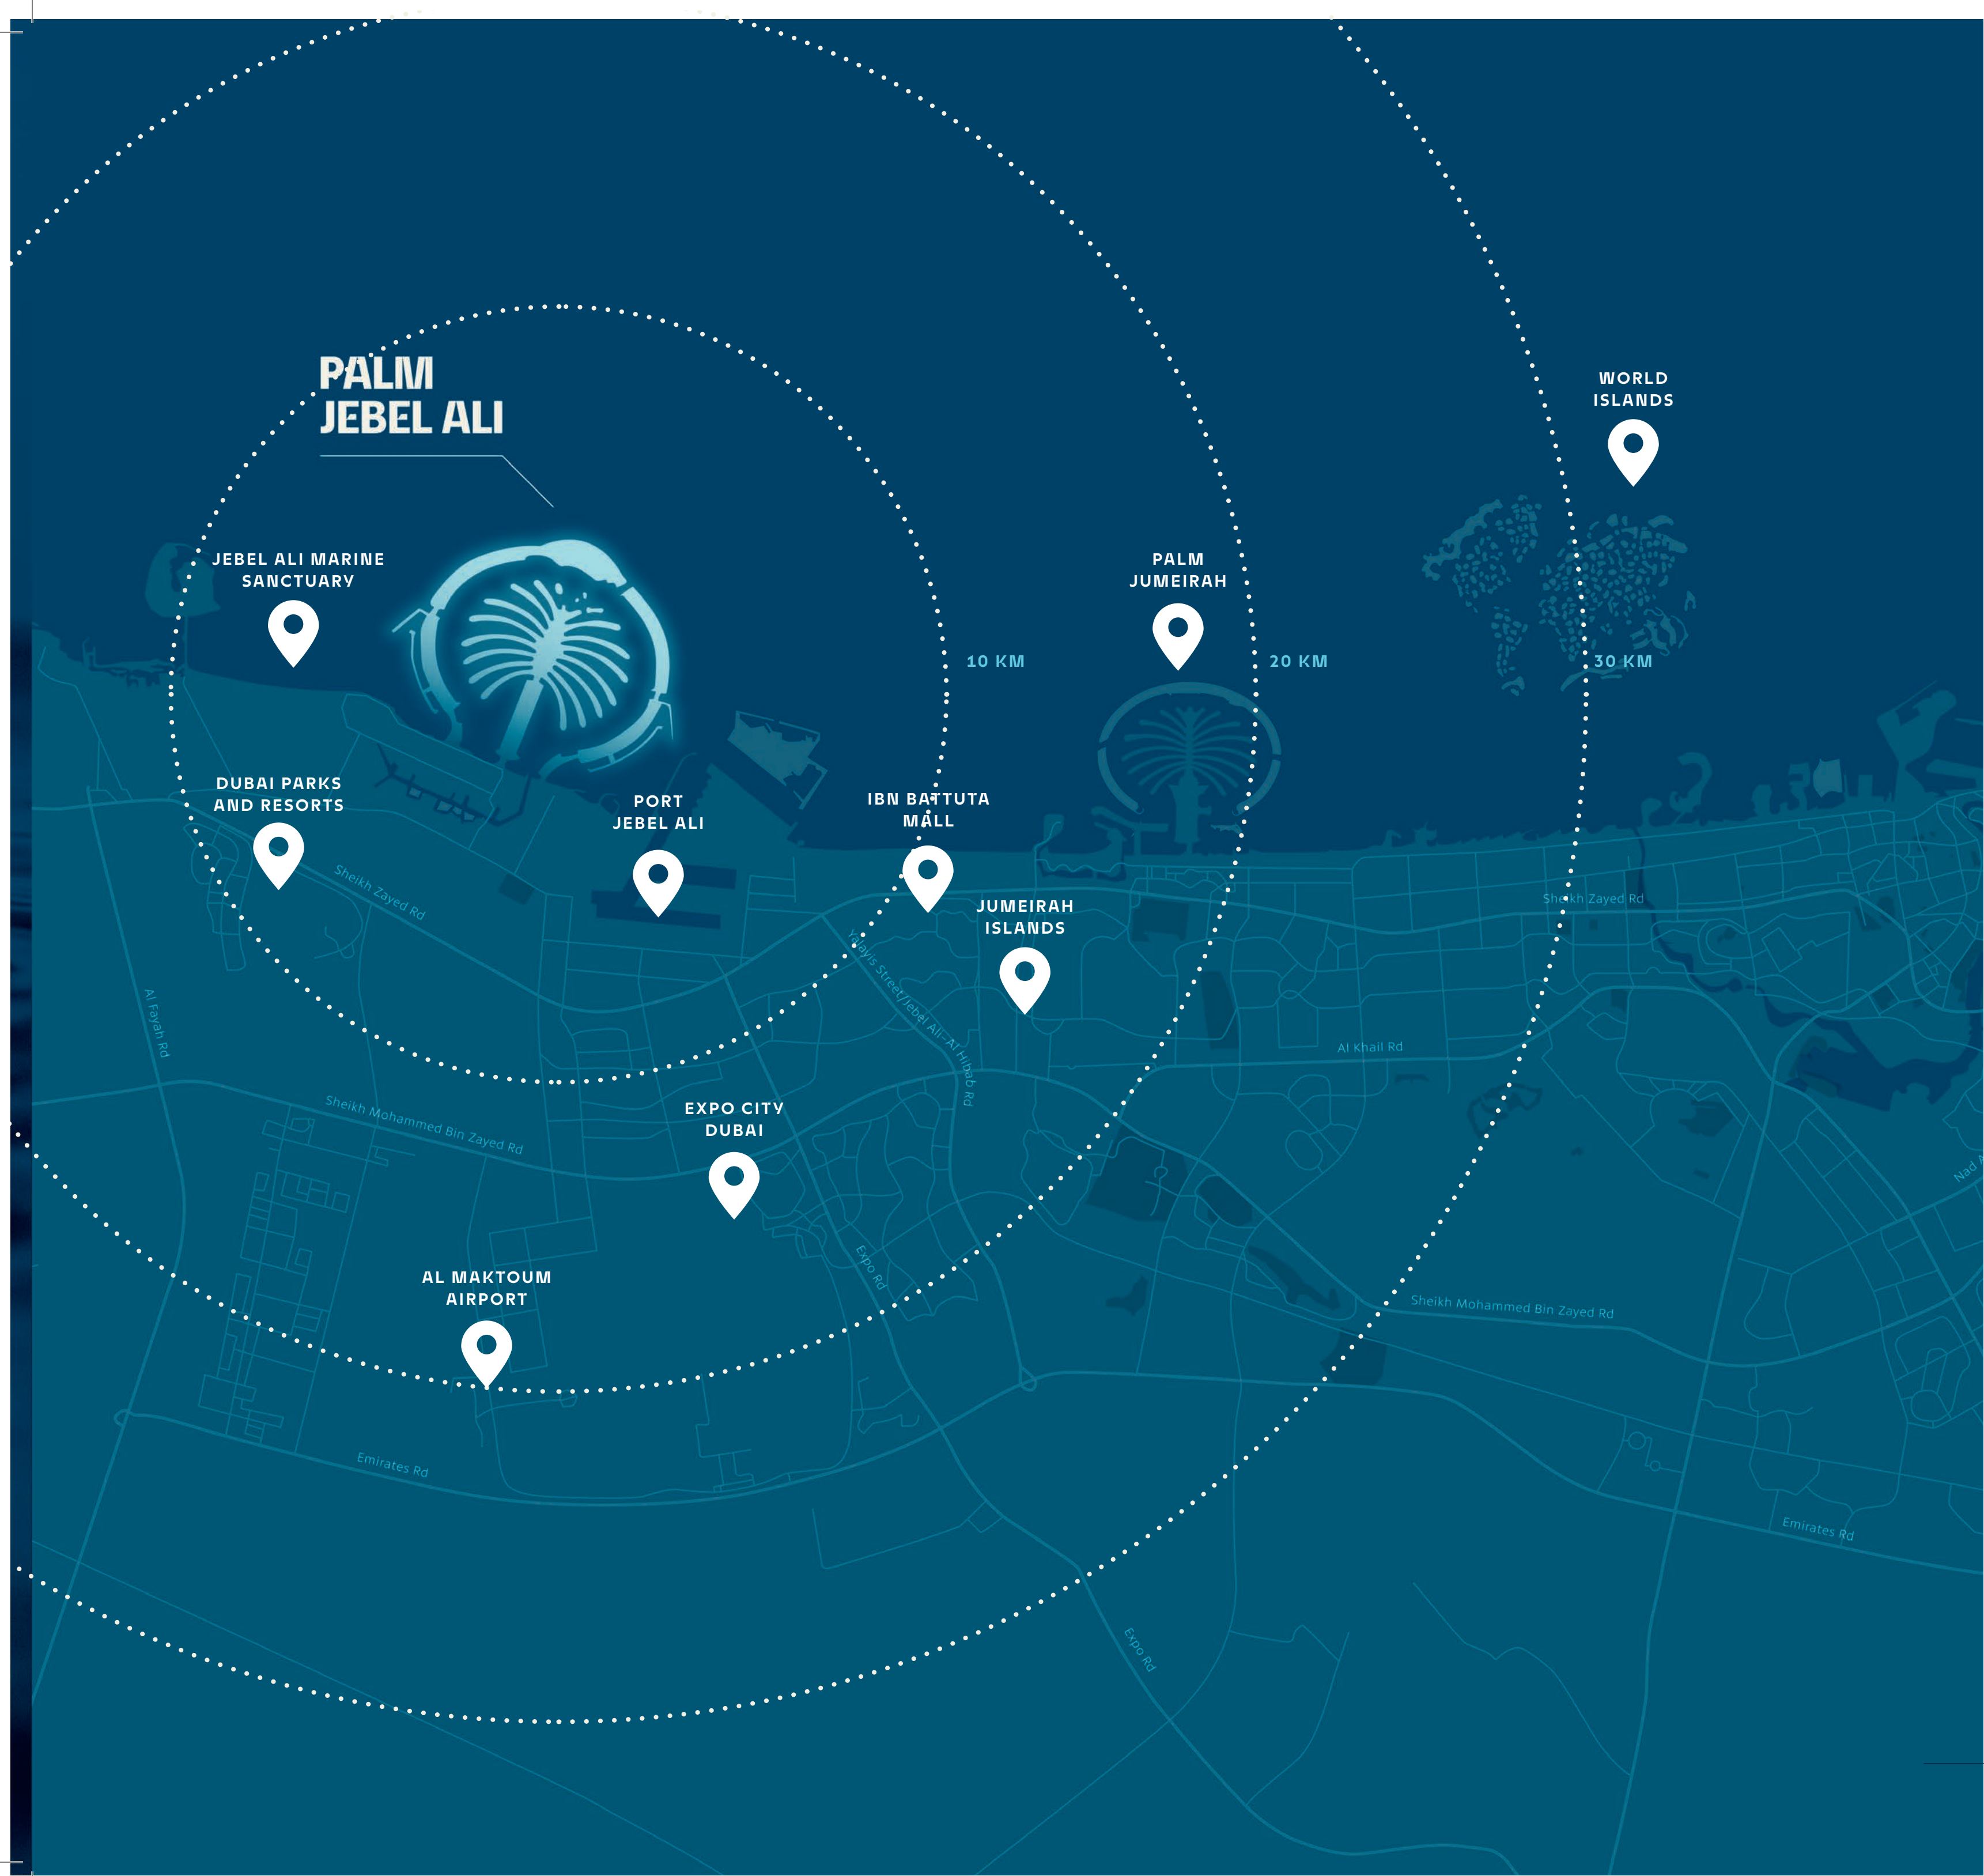 PALM
JEBEL ALI
WORLD
ISLANDS
JEBEL ALI MARINE
SANCTUARY
PALM
JUMEIRAH
10 KM
20 KM
30 KM
DUBAI PARKS
AND RESORTS
PORT
JEBEL ALI
IBN BATTUTA
MALL
Sheikh Zayed Rd
Sheikh Zayed Rd
JUMEIRAH
ISLANDS
Yalayis Street/Jebel Ali-Al Hibab Rd
Al Fayah Rd
Al Khail Rd
Sheikh Mohammed Bin Zayed Rd
EXPO CITY
DUBAI
Nad A
Expo Rd
AL MAKTOUM
AIRPORT
Sheikh Mohammed Bin Zayed Rd
Emirates Rd
Emirates Rd
Expo Rd